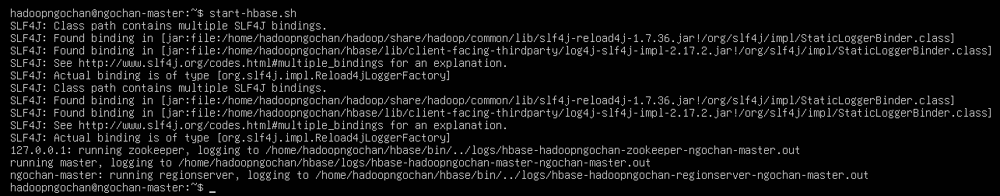 hadoopngochan@ngochan-master:~$ start-hbase.sh
SLF4J: Class path contains multiple SLF4J bindings.
SLF4J: Found binding in [jar:file:/home/hadoopngochan/hadoop/share/hadoop/common/lib/slf4j-reload4j-1.7.36.jar!/org/slf4j/impl/StaticLoggerBinder.class]
SLF4J: Found binding in [jar:file:/home/hadoopngochan/hbase/lib/client-facing-thirdparty/log4j-slf4j-impl-2.17.2.jar!/org/slf4j/impl/StaticLoggerBinder.class]
SLF4J: See http://www.slf4j.org/codes.html#multiple_bindings for an explanation.
SLF4J: Actual binding is of type [org.slf4j.impl.Reload4jLoggerFactory]
SLF4J: Class path contains multiple SLF4J bindings.
SLF4J: Found binding in [jar:file:/home/hadoopngochan/hadoop/share/hadoop/common/lib/slf4j-reload4j-1.7.36.jar!/org/slf4j/impl/StaticLoggerBinder.class]
SLF4J: Found binding in [jar:file:/home/hadoopngochan/hbase/lib/client-facing-thirdparty/log4j-slf4j-impl-2.17.2.jar!/org/slf4j/impl/StaticLoggerBinder.class]
SLF4J: See http://www.slf4j.org/codes.html#multiple_bindings for an explanation.
SLF4J: Actual binding is of type [org.slf4j.impl.Reload4jLoggerFactory]
127.0.0.1: running zookeeper, logging to /home/hadoopngochan/hbase/bin/../logs/hbase-hadoopngochan-zookeeper-ngochan-master.out
running master, logging to /home/hadoopngochan/hbase/logs/hbase-hadoopngochan-master-ngochan-master.out
ngochan-master: running regionserver, logging to /home/hadoopngochan/hbase/bin/../logs/hbase-hadoopngochan-regionserver-ngochan-master.out
hadoopngochan@ngochan-master:~$ _